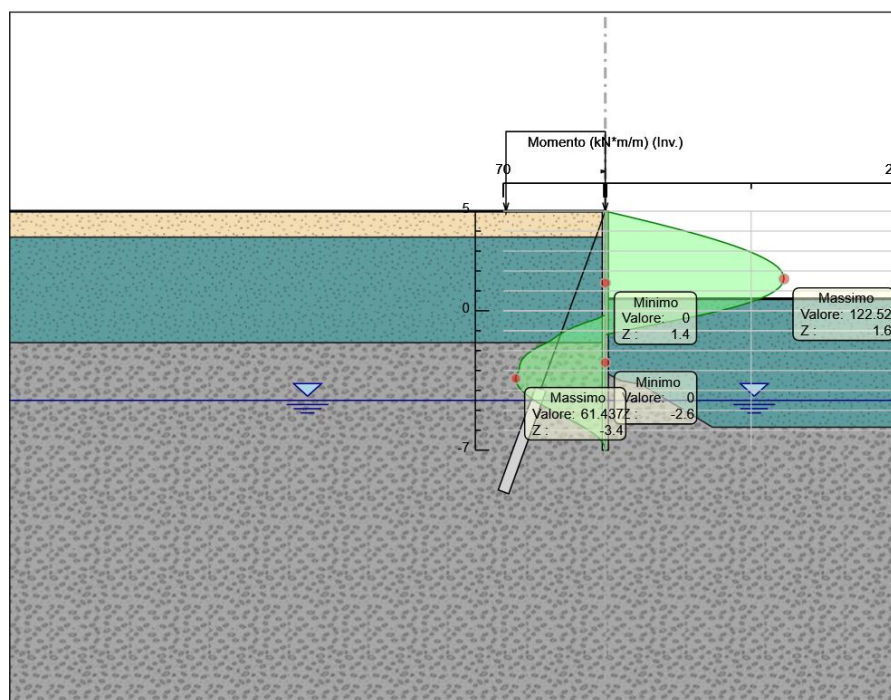 Momento (kN*m/m) (Inv.)
70
2
5
Minimo
Valore: 0
Z : 1.4
Massimo
Valore: 122.52
Z : 1.6
0
Minimo
Valore: 0
Z : -2.6
Massimo
Valore: 61.437
Z : -3.4
-7